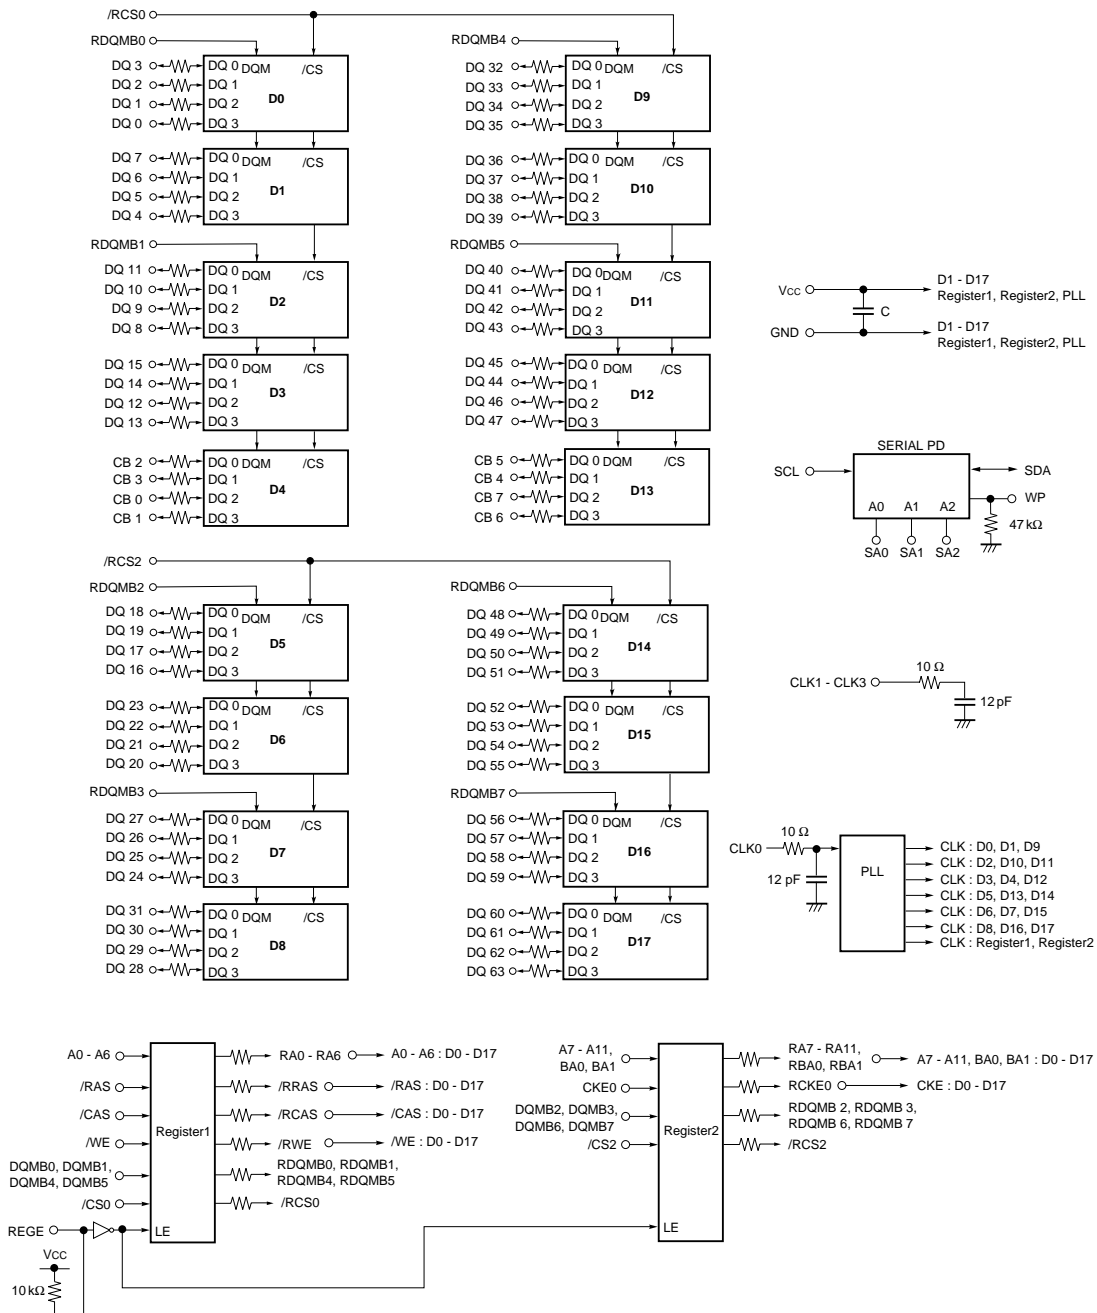 /RCS0
RDQMB0
DQ 3
DQ 2
DQ 1
DQ 0
DQ 0 DQM /CS
DQ 1
DQ 2
DQ 3
D0
DQ 7
DQ 6
DQ 5
DQ 4
DQ 0 DQM /CS
DQ 1
DQ 2
DQ 3
D1
RDQMB1
DQ 11
DQ 10
DQ 9
DQ 8
DQ 0 DQM /CS
DQ 1
DQ 2
DQ 3
D2
DQ 15
DQ 14
DQ 12
DQ 13
DQ 0 DQM /CS
DQ 1
DQ 2
DQ 3
D3
CB 2
CB 3
CB 0
CB 1
DQ 0 DQM /CS
DQ 1
DQ 2
DQ 3
D4
RDQMB4
DQ 32
DQ 33
DQ 34
DQ 35
DQ 0 DQM /CS
DQ 1
DQ 2
DQ 3
D9
DQ 36
DQ 37
DQ 38
DQ 39
DQ 0 DQM /CS
DQ 1
DQ 2
DQ 3
D10
RDQMB5
DQ 40
DQ 41
DQ 42
DQ 43
DQ 0 DQM /CS
DQ 1
DQ 2
DQ 3
D11
DQ 45
DQ 44
DQ 46
DQ 47
DQ 0 DQM /CS
DQ 1
DQ 2
DQ 3
D12
CB 5
CB 4
CB 7
CB 6
DQ 0 DQM /CS
DQ 1
DQ 2
DQ 3
D13
VCC
D1 - D17
Register1, Register2, PLL
C
GND
D1 - D17
Register1, Register2, PLL
SERIAL PD
SCL
SDA
WP
A0 A1 A2
47 kΩ
SA0 SA1 SA2
/RCS2
RDQMB2
DQ 18
DQ 19
DQ 17
DQ 16
DQ 0 DQM /CS
DQ 1
DQ 2
DQ 3
D5
DQ 23
DQ 22
DQ 21
DQ 20
DQ 0 DQM /CS
DQ 1
DQ 2
DQ 3
D6
RDQMB3
DQ 27
DQ 26
DQ 25
DQ 24
DQ 0 DQM /CS
DQ 1
DQ 2
DQ 3
D7
DQ 31
DQ 30
DQ 29
DQ 28
DQ 0 DQM /CS
DQ 1
DQ 2
DQ 3
D8
RDQMB6
DQ 48
DQ 49
DQ 50
DQ 51
DQ 0 DQM /CS
DQ 1
DQ 2
DQ 3
D14
DQ 52
DQ 53
DQ 54
DQ 55
DQ 0 DQM /CS
DQ 1
DQ 2
DQ 3
D15
RDQMB7
DQ 56
DQ 57
DQ 58
DQ 59
DQ 0 DQM /CS
DQ 1
DQ 2
DQ 3
D16
DQ 60
DQ 61
DQ 62
DQ 63
DQ 0 DQM /CS
DQ 1
DQ 2
DQ 3
D17
10 Ω
CLK1 - CLK3
12 pF
CLK0
10 Ω
12 pF
PLL
CLK : D0, D1, D9
CLK : D2, D10, D11
CLK : D3, D4, D12
CLK : D5, D13, D14
CLK : D6, D7, D15
CLK : D8, D16, D17
CLK : Register1, Register2
A0 - A6
/RAS
/CAS
/WE
DQMB0, DQMB1,
DQMB4, DQMB5
/CS0
REGE
Register1
LE
RA0 - RA6
A0 - A6 : D0 - D17
/RRAS
/RAS : D0 - D17
/RCAS
/CAS : D0 - D17
/RWE
/WE : D0 - D17
RDQMB0, RDQMB1,
RDQMB4, RDQMB5
/RCS0
VCC
10 kΩ
A7 - A11,
BA0, BA1
CKE0
DQMB2, DQMB3,
DQMB6, DQMB7
/CS2
Register2
LE
RA7 - RA11,
RBA0, RBA1
A7 - A11, BA0, BA1 : D0 - D17
RCKE0
CKE : D0 - D17
RDQMB 2, RDQMB 3,
RDQMB 6, RDQMB 7
/RCS2